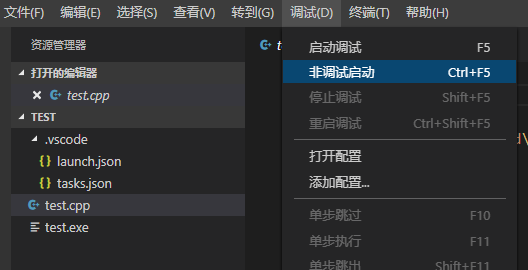 文件(F) 编辑(E) 选择(S) 查看(V) 转到(G) 调试(D) 终端(T) 帮助(H)
资源管理器
打开的编辑器
test.cpp
TEST
.vscode
launch.json
tasks.json
test.cpp
test.exe
启动调试 F5
非调试启动 Ctrl+F5
停止调试 Shift+F5
重启调试 Ctrl+Shift+F5
打开配置
添加配置...
单步跳过 F10
单步执行 F11
单步跳出 Shift+F11